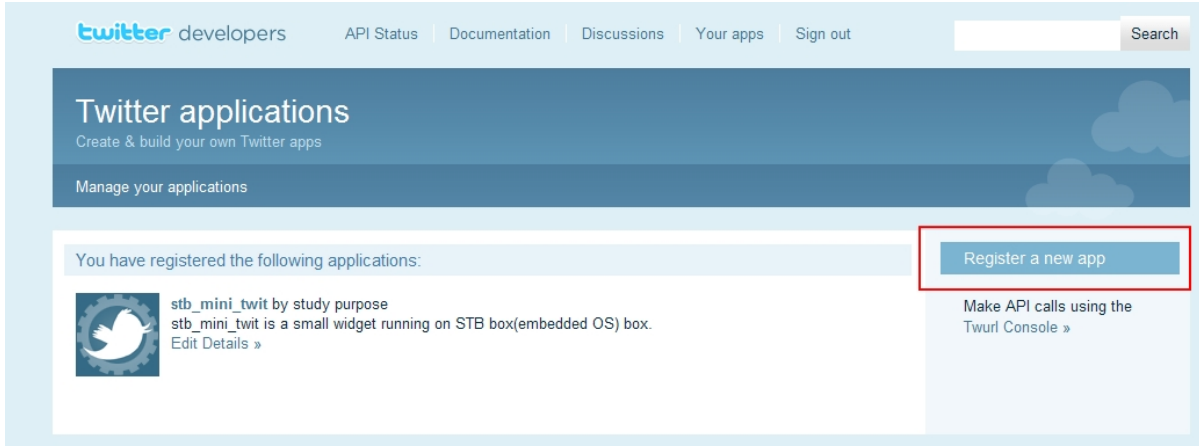 twitter developers API Status Documentation Discussions Your apps Sign out Search
Twitter applications
Create & build your own Twitter apps
Manage your applications
You have registered the following applications:
stb_mini_twit by study purpose
stb_mini_twit is a small widget running on STB box(embedded OS) box.
Edit Details »
Register a new app
Make API calls using the
Twurl Console »